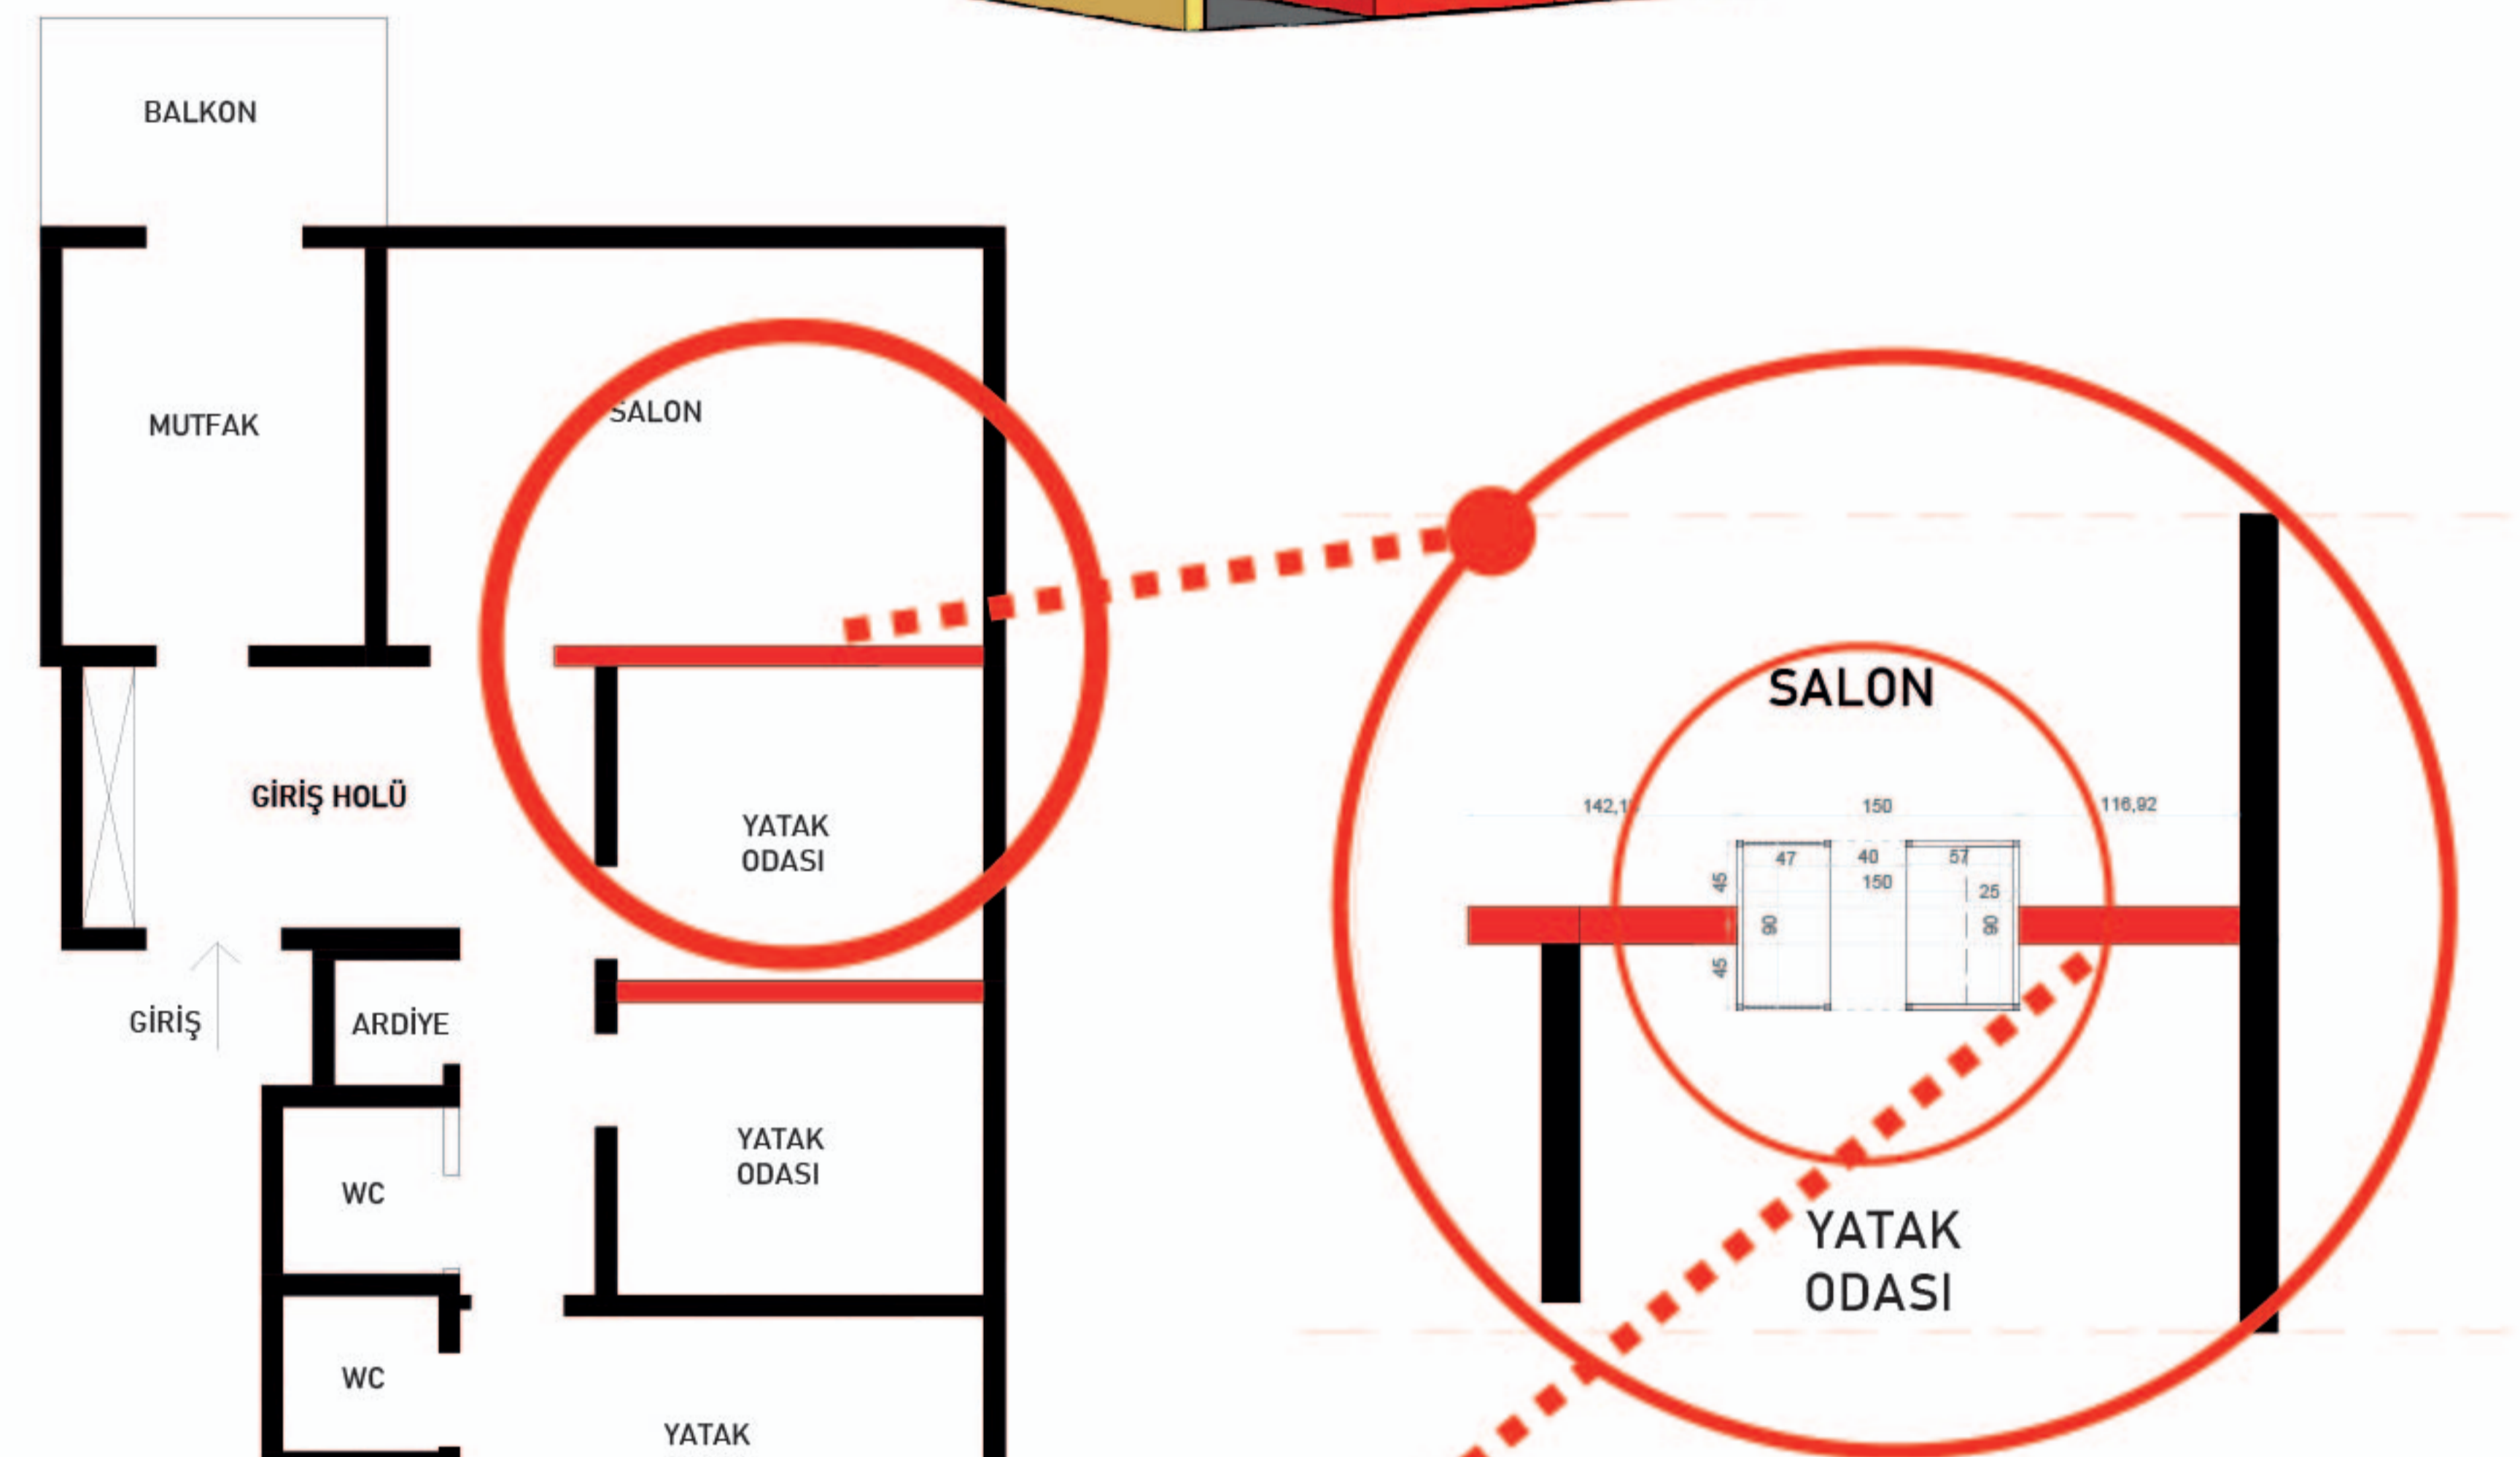 BALKON
MUTFAK
SALON
GİRİŞ HOLÜ
YATAK
ODASI
GİRİŞ
ARDİYE
YATAK
ODASI
WC
WC
YATAK
SALON
150
116,92
47
40
57
150
45
25
90
90
45
YATAK
ODASI